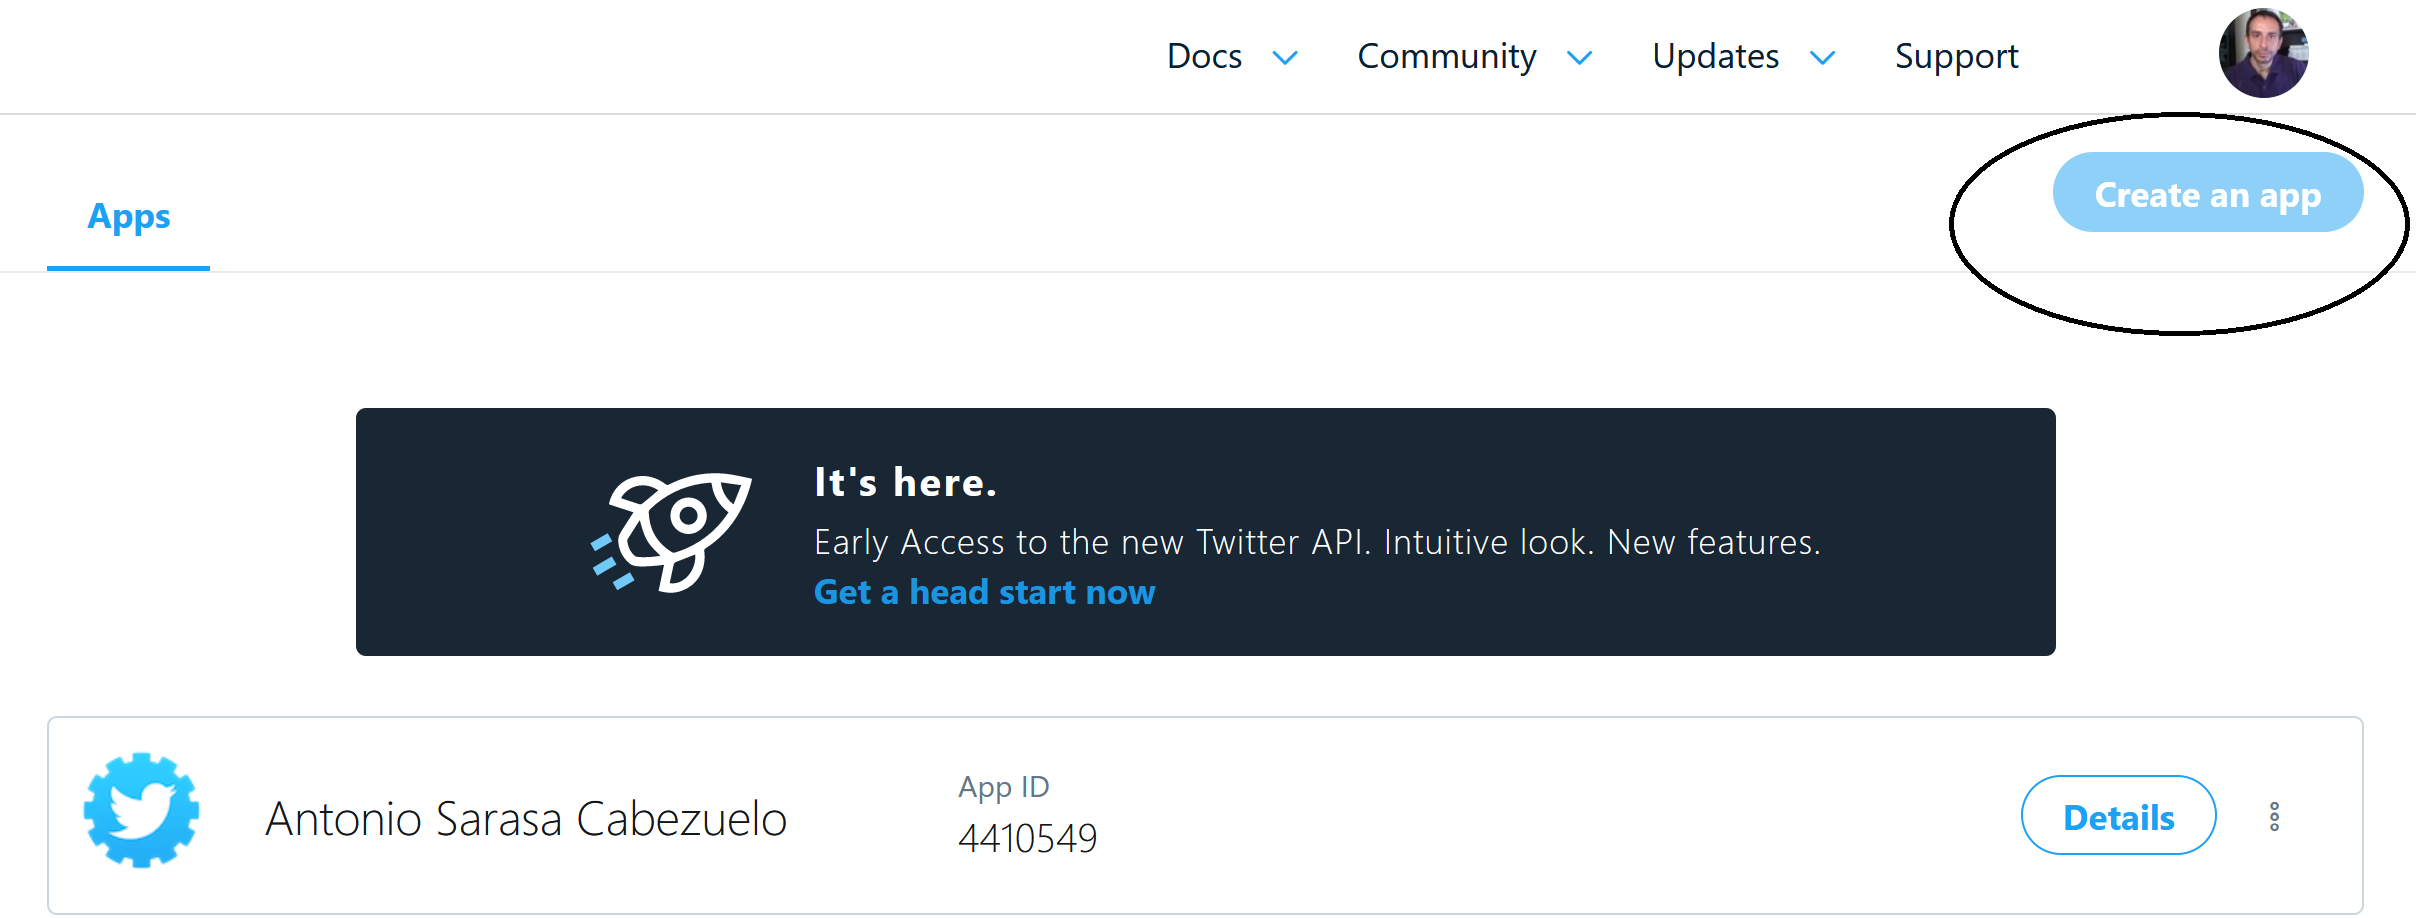 Docs Community Updates Support
Create an app
Apps
It's here.
Early Access to the new Twitter API. Intuitive look. New features.
Get a head start now
App ID
Antonio Sarasa Cabezuelo
4410549
Details